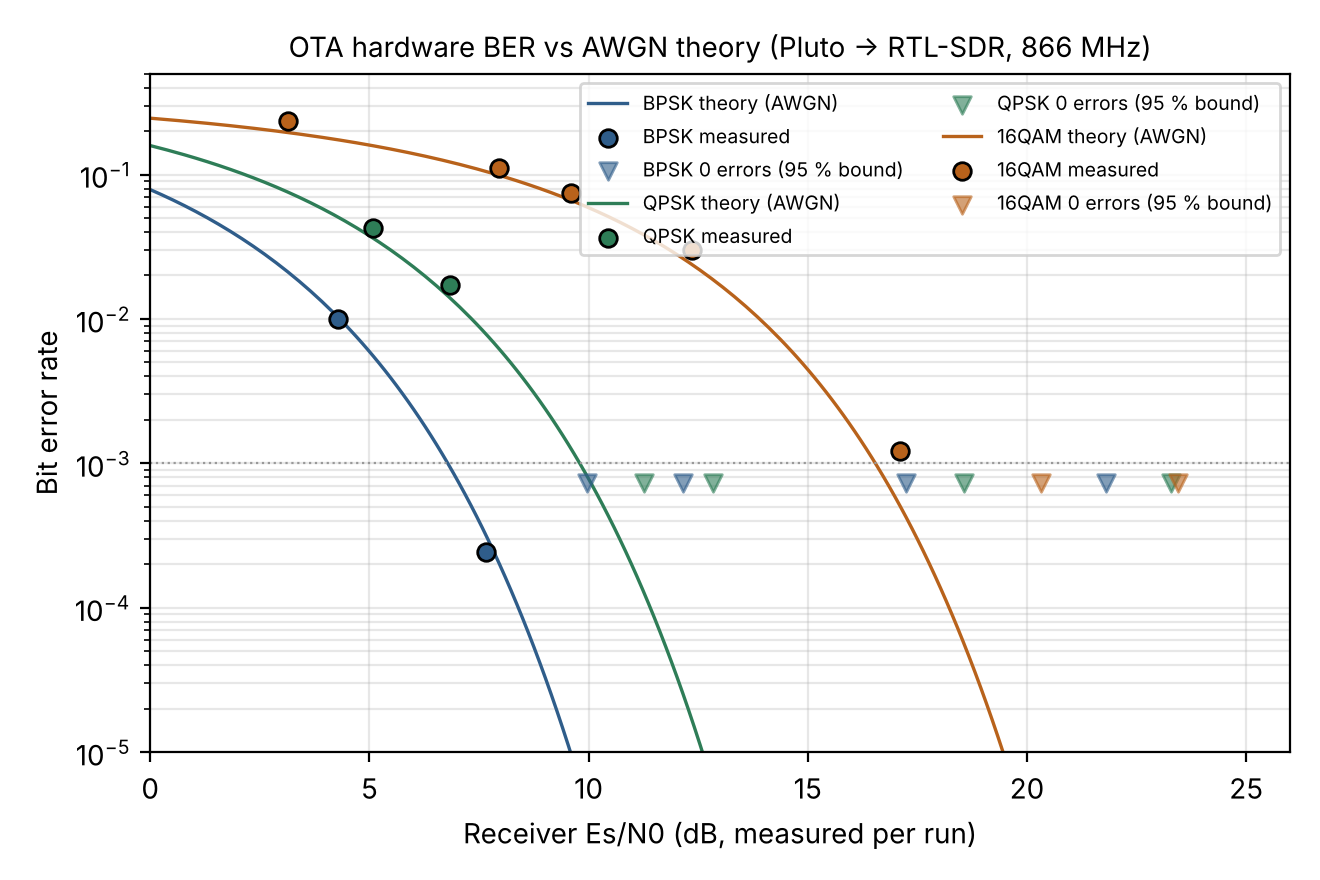 OTA hardware BER vs AWGN theory (Pluto → RTL-SDR, 866 MHz)
BPSK theory (AWGN)
BPSK measured
BPSK 0 errors (95 % bound)
QPSK theory (AWGN)
QPSK measured
QPSK 0 errors (95 % bound)
16QAM theory (AWGN)
16QAM measured
16QAM 0 errors (95 % bound)
Bit error rate
10⁻¹
10⁻²
10⁻³
10⁻⁴
10⁻⁵
0 5 10 15 20 25
Receiver Es/N0 (dB, measured per run)